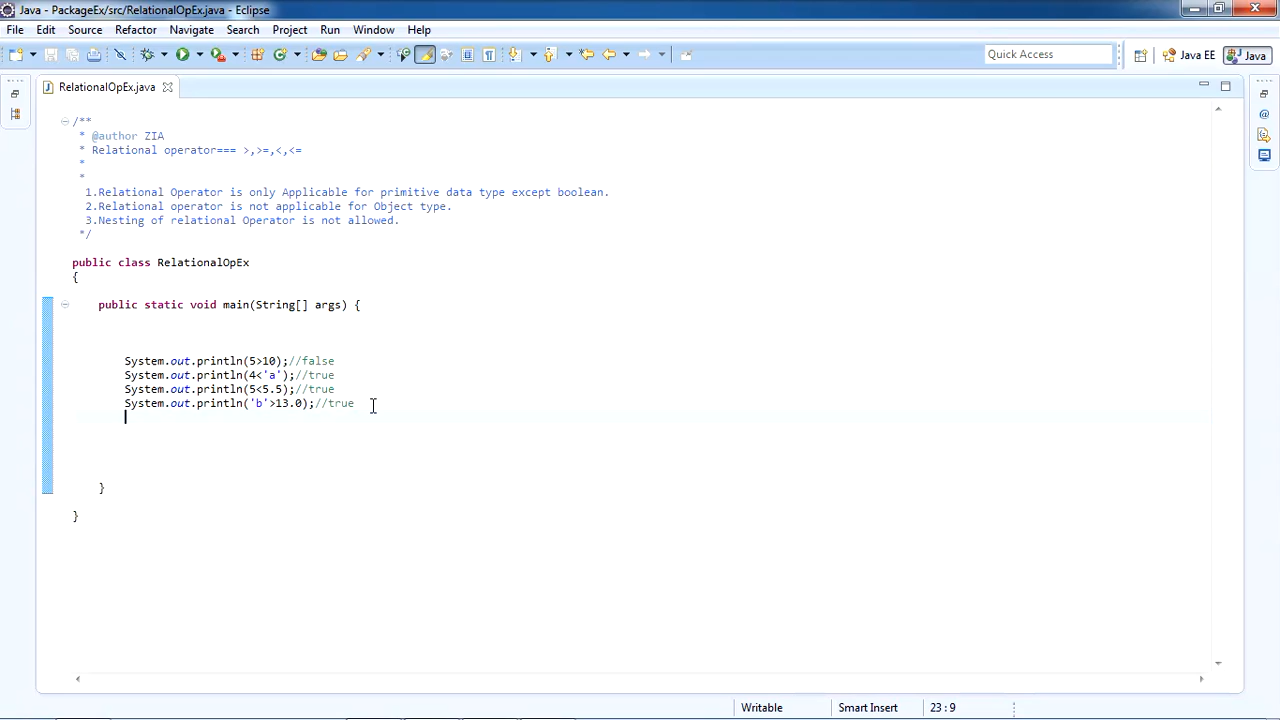 Java - PackageEx/src/RelationalOpEx.java - Eclipse
File Edit Source Refactor Navigate Search Project Run Window Help
Quick Access Java EE Java
RelationalOpEx.java
/**
* @author ZIA
* Relational operator=== >,>=,<,<=
*
*
1.Relational Operator is only Applicable for primitive data type except boolean.
2.Relational operator is not applicable for Object type.
3.Nesting of relational Operator is not allowed.
*/
public class RelationalOpEx
{
public static void main(String[] args) {
System.out.println(5>10);//false
System.out.println(4<'a');//true
System.out.println(5<5.5);//true
System.out.println('b'>13.0);//true
}
}
Writable Smart Insert 23 : 9